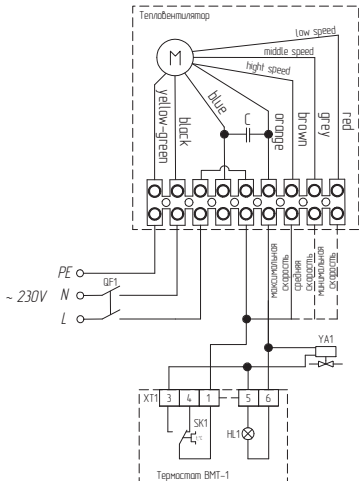 Тепловентилятор
low speed
middle speed
hight speed
M
C
yellow-green
black
blue
orange
brown
grey
red
PE
QF1
~ 230V
N
L
максимальная скорость
средняя скорость
минимальная скорость
YA1
XT1
3
4
1
5
6
SK1
t°C
HL1
Термостат ВМТ-1